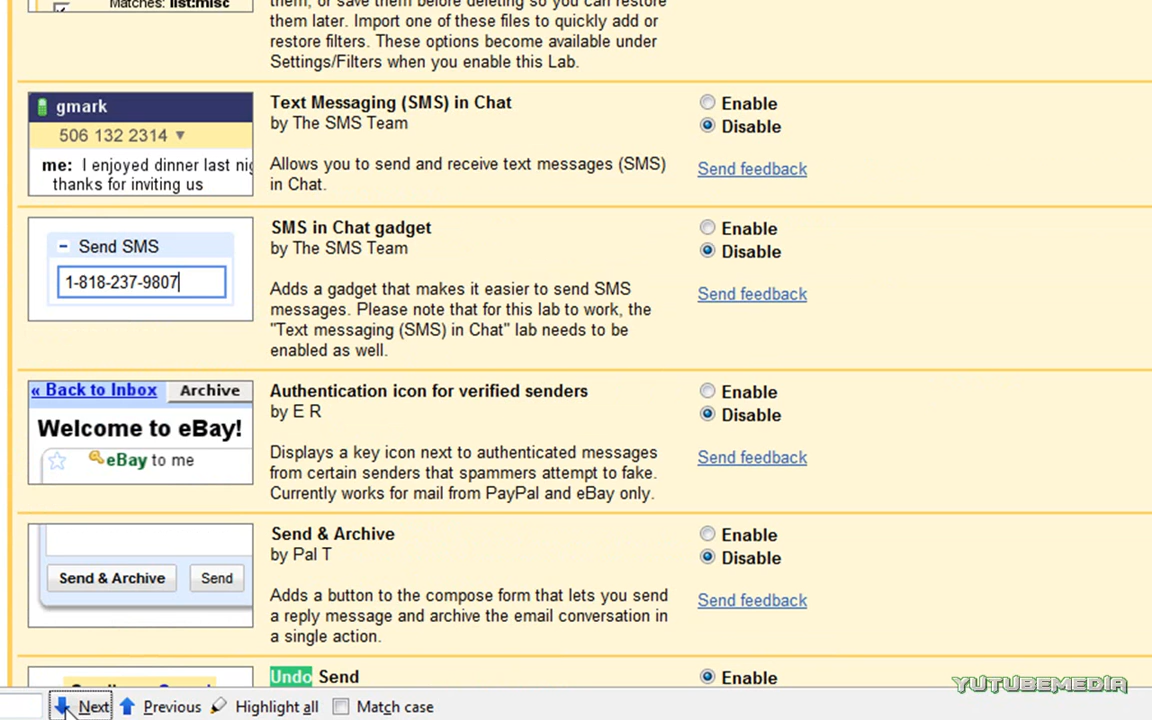 Matches: list:misc
them, or save them before deleting so you can restore
them later. Import one of these files to quickly add or
restore filters. These options become available under
Settings/Filters when you enable this Lab.
gmark
506 132 2314 ▼
me: I enjoyed dinner last nig
thanks for inviting us
Text Messaging (SMS) in Chat
by The SMS Team
Allows you to send and receive text messages (SMS)
in Chat.
Enable
Disable
Send feedback
− Send SMS
1-818-237-9807
SMS in Chat gadget
by The SMS Team
Adds a gadget that makes it easier to send SMS
messages. Please note that for this lab to work, the
"Text messaging (SMS) in Chat" lab needs to be
enabled as well.
Enable
Disable
Send feedback
« Back to Inbox Archive
Welcome to eBay!
eBay to me
Authentication icon for verified senders
by E R
Displays a key icon next to authenticated messages
from certain senders that spammers attempt to fake.
Currently works for mail from PayPal and eBay only.
Enable
Disable
Send feedback
Send & Archive Send
Send & Archive
by Pal T
Adds a button to the compose form that lets you send
a reply message and archive the email conversation in
a single action.
Enable
Disable
Send feedback
Undo Send
Enable
Next Previous Highlight all Match case
YUTUBEMEDIA